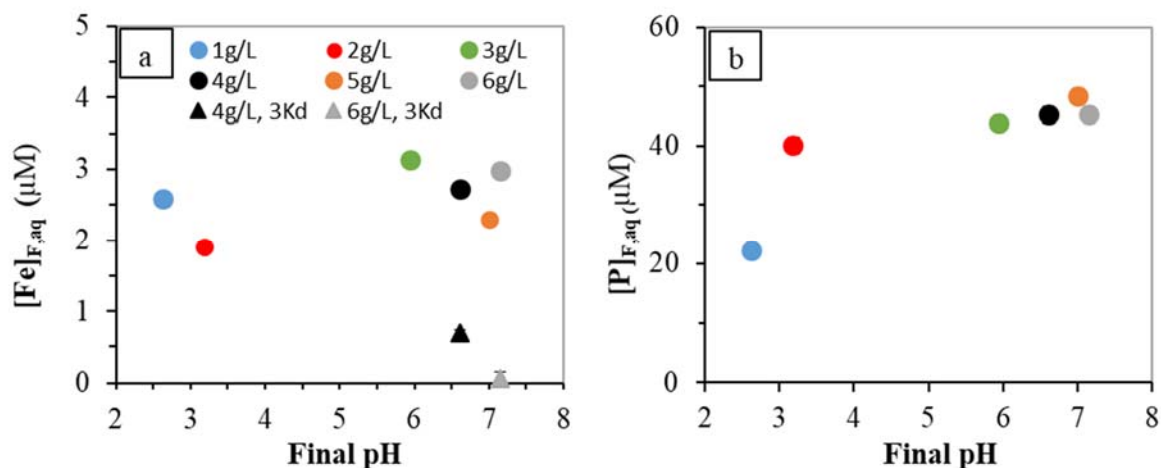 a
1g/L 2g/L 3g/L
4g/L 5g/L 6g/L
4g/L, 3Kd 6g/L, 3Kd
[Fe]F,aq (μM)
5
4
3
2
1
0
2 3 4 5 6 7 8
Final pH
b
[P]F,aq (μM)
60
40
20
0
2 3 4 5 6 7 8
Final pH